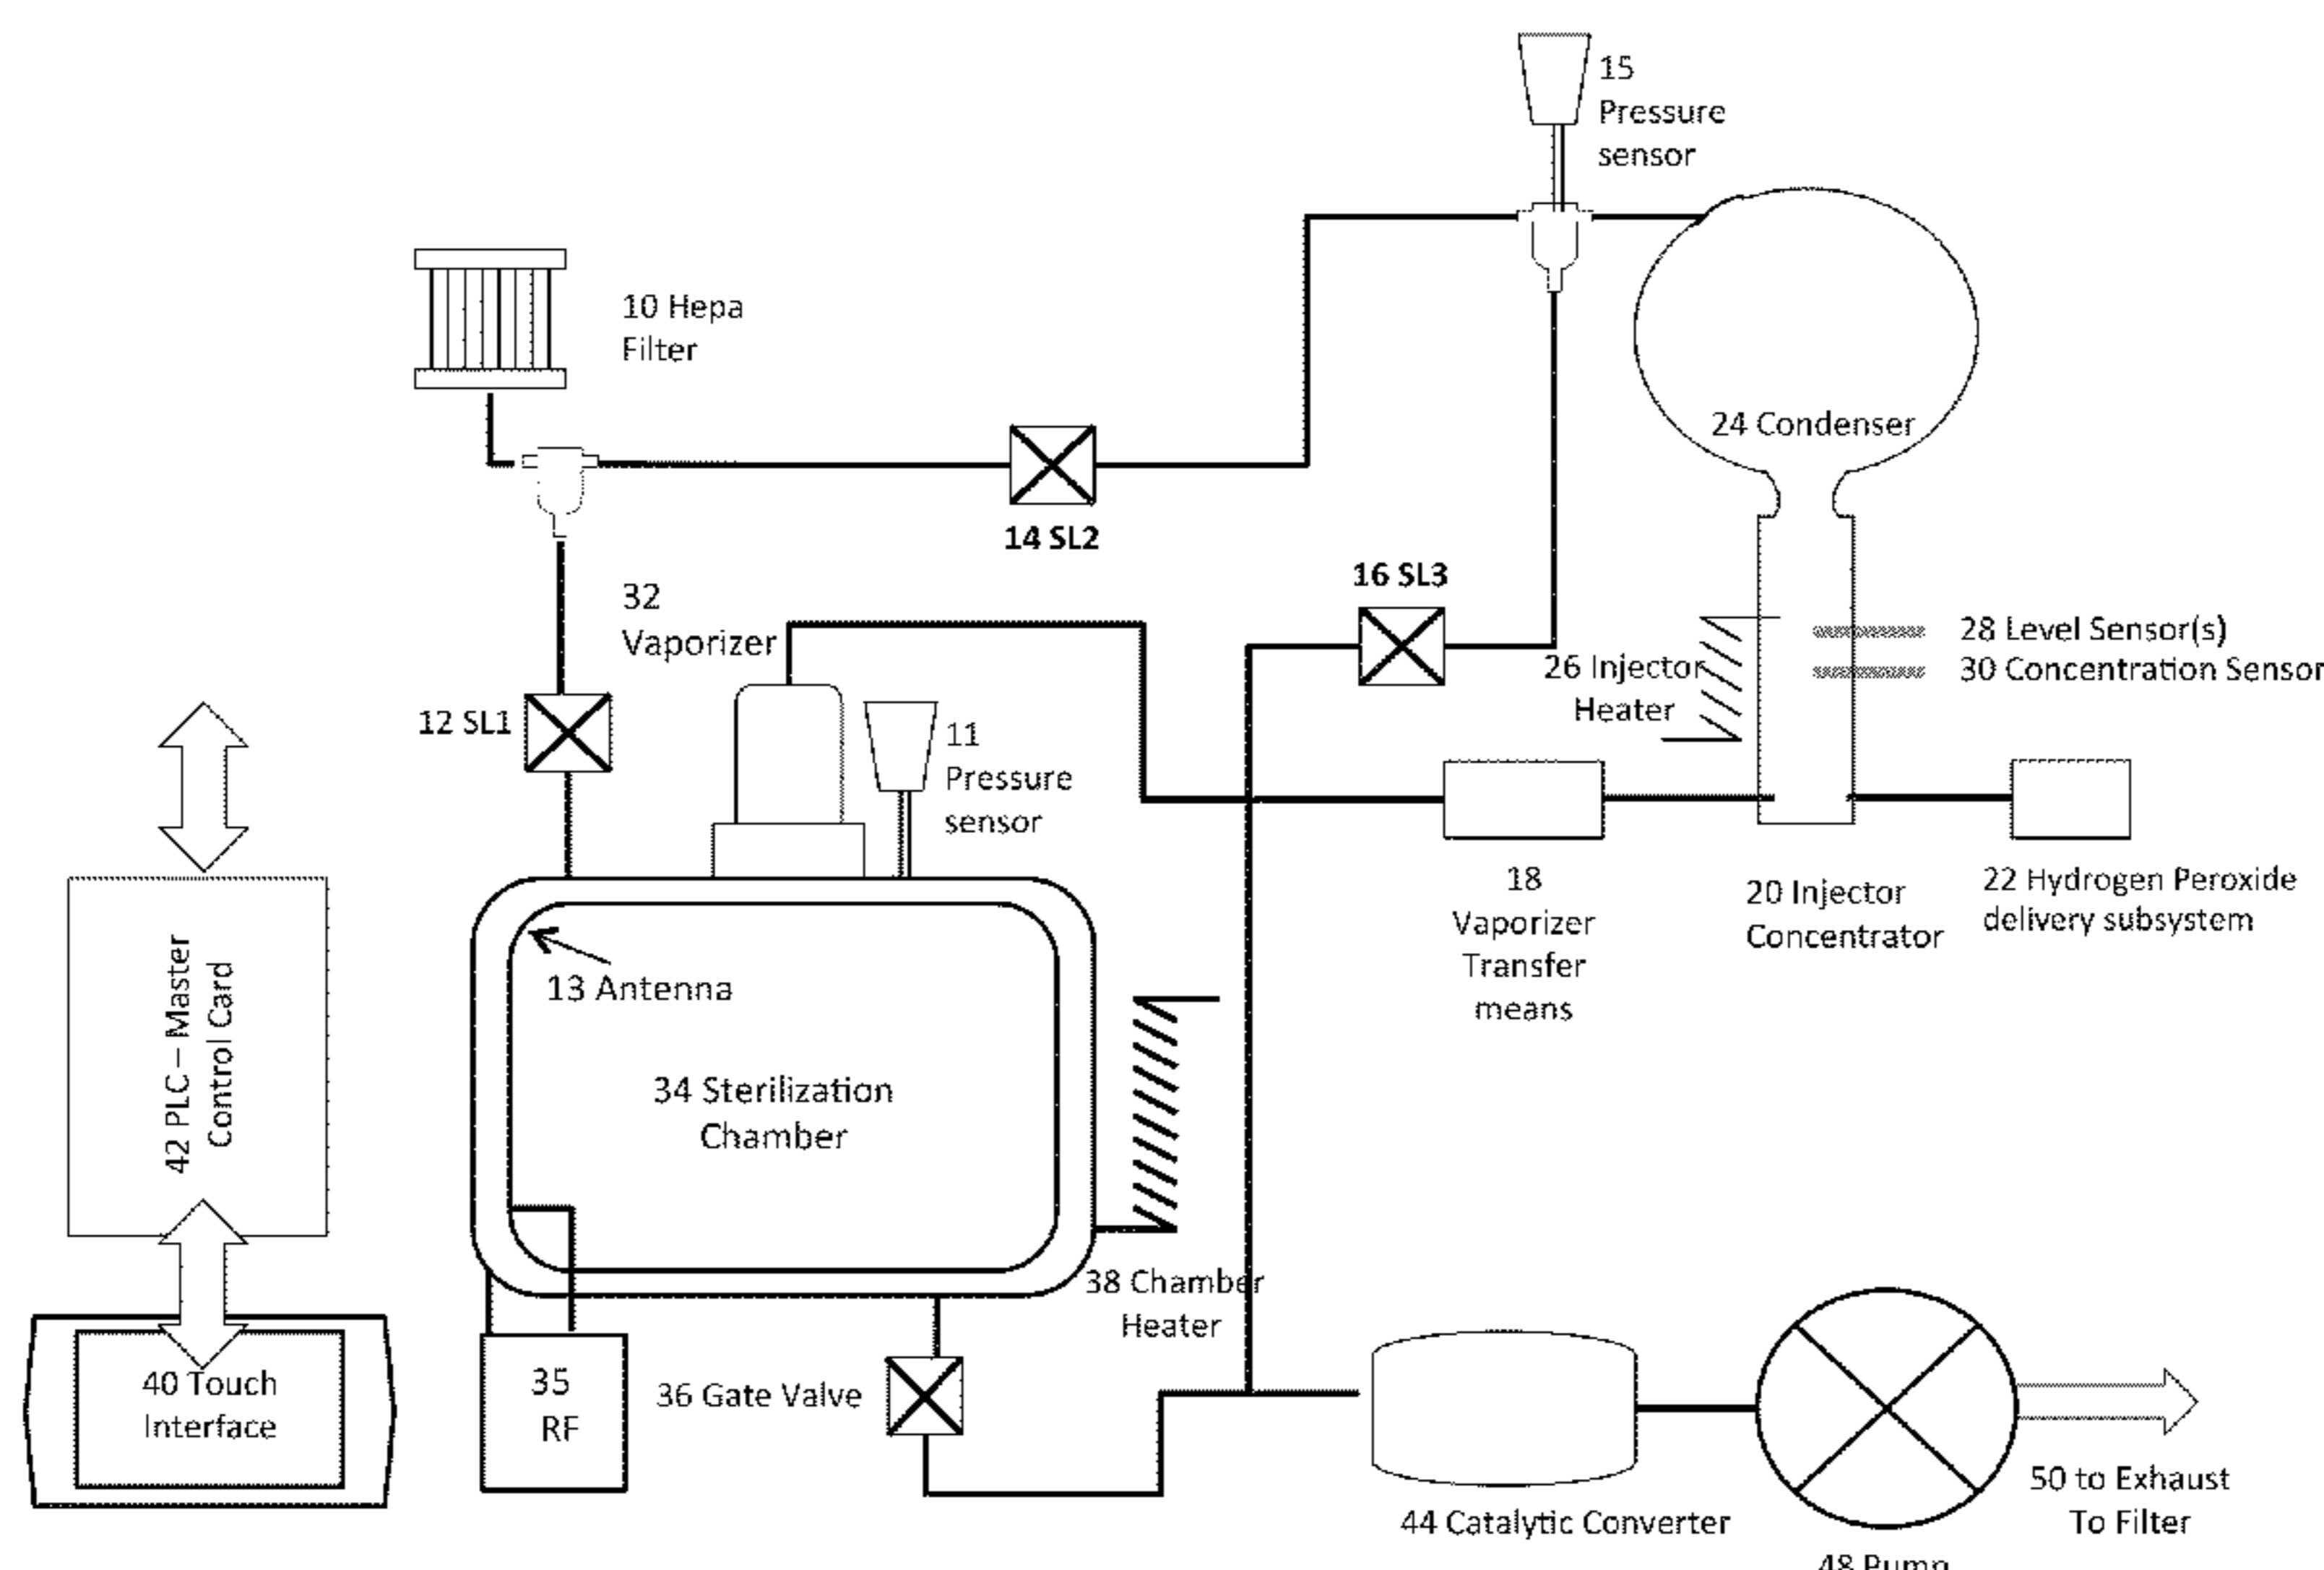 15
Pressure
sensor
10 Hepa
Filter
24 Condenser
14 SL2
16 SL3
32
Vaporizer
28 Level Sensor(s)
30 Concentration Sensor
26 Injector
Heater
12 SL1
11
Pressure
sensor
18
Vaporizer
Transfer
means
20 Injector
Concentrator
22 Hydrogen Peroxide
delivery subsystem
13 Antenna
42 PLC – Master
Control Card
34 Sterilization
Chamber
38 Chamber
Heater
40 Touch
Interface
35
RF
36 Gate Valve
44 Catalytic Converter
50 to Exhaust
To Filter
48 Pump